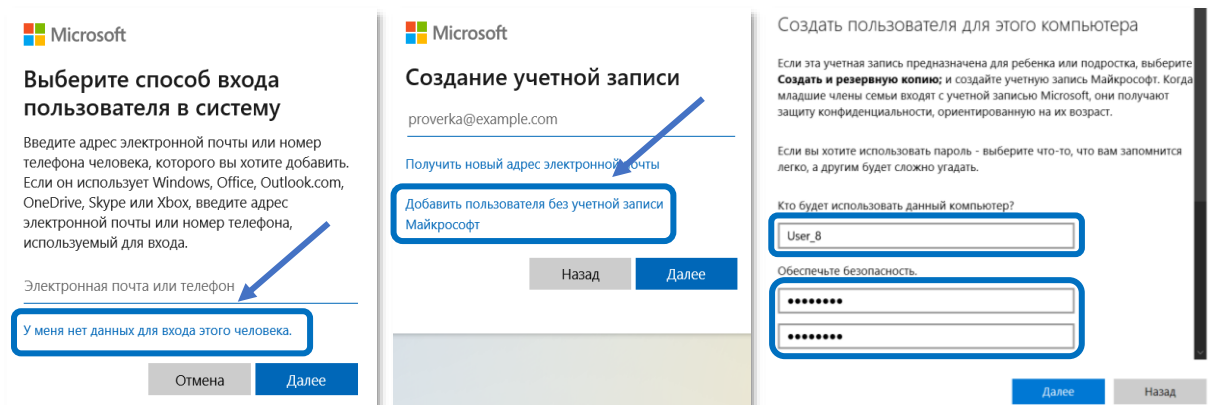 Microsoft
Выберите способ входа
пользователя в систему
Введите адрес электронной почты или номер
телефона человека, которого вы хотите добавить.
Если он использует Windows, Office, Outlook.com,
OneDrive, Skype или Xbox, введите адрес
электронной почты или номер телефона,
используемый для входа.
Электронная почта или телефон
У меня нет данных для входа этого человека.
Отмена
Далее
Microsoft
Создание учетной записи
proverka@example.com
Получить новый адрес электронной почты
Добавить пользователя без учетной записи
Майкрософт
Назад
Далее
Создать пользователя для этого компьютера
Если эта учетная запись предназначена для ребенка или подростка, выберите
Создать и резервную копию; и создайте учетную запись Майкрософт. Когда
младшие члены семьи входят с учетной записью Microsoft, они получают
защиту конфиденциальности, ориентированную на их возраст.
Если вы хотите использовать пароль - выберите что-то, что вам запомнится
легко, а другим будет сложно угадать.
Кто будет использовать данный компьютер?
User_8
Обеспечьте безопасность.
••••••••
••••••••
Далее
Назад